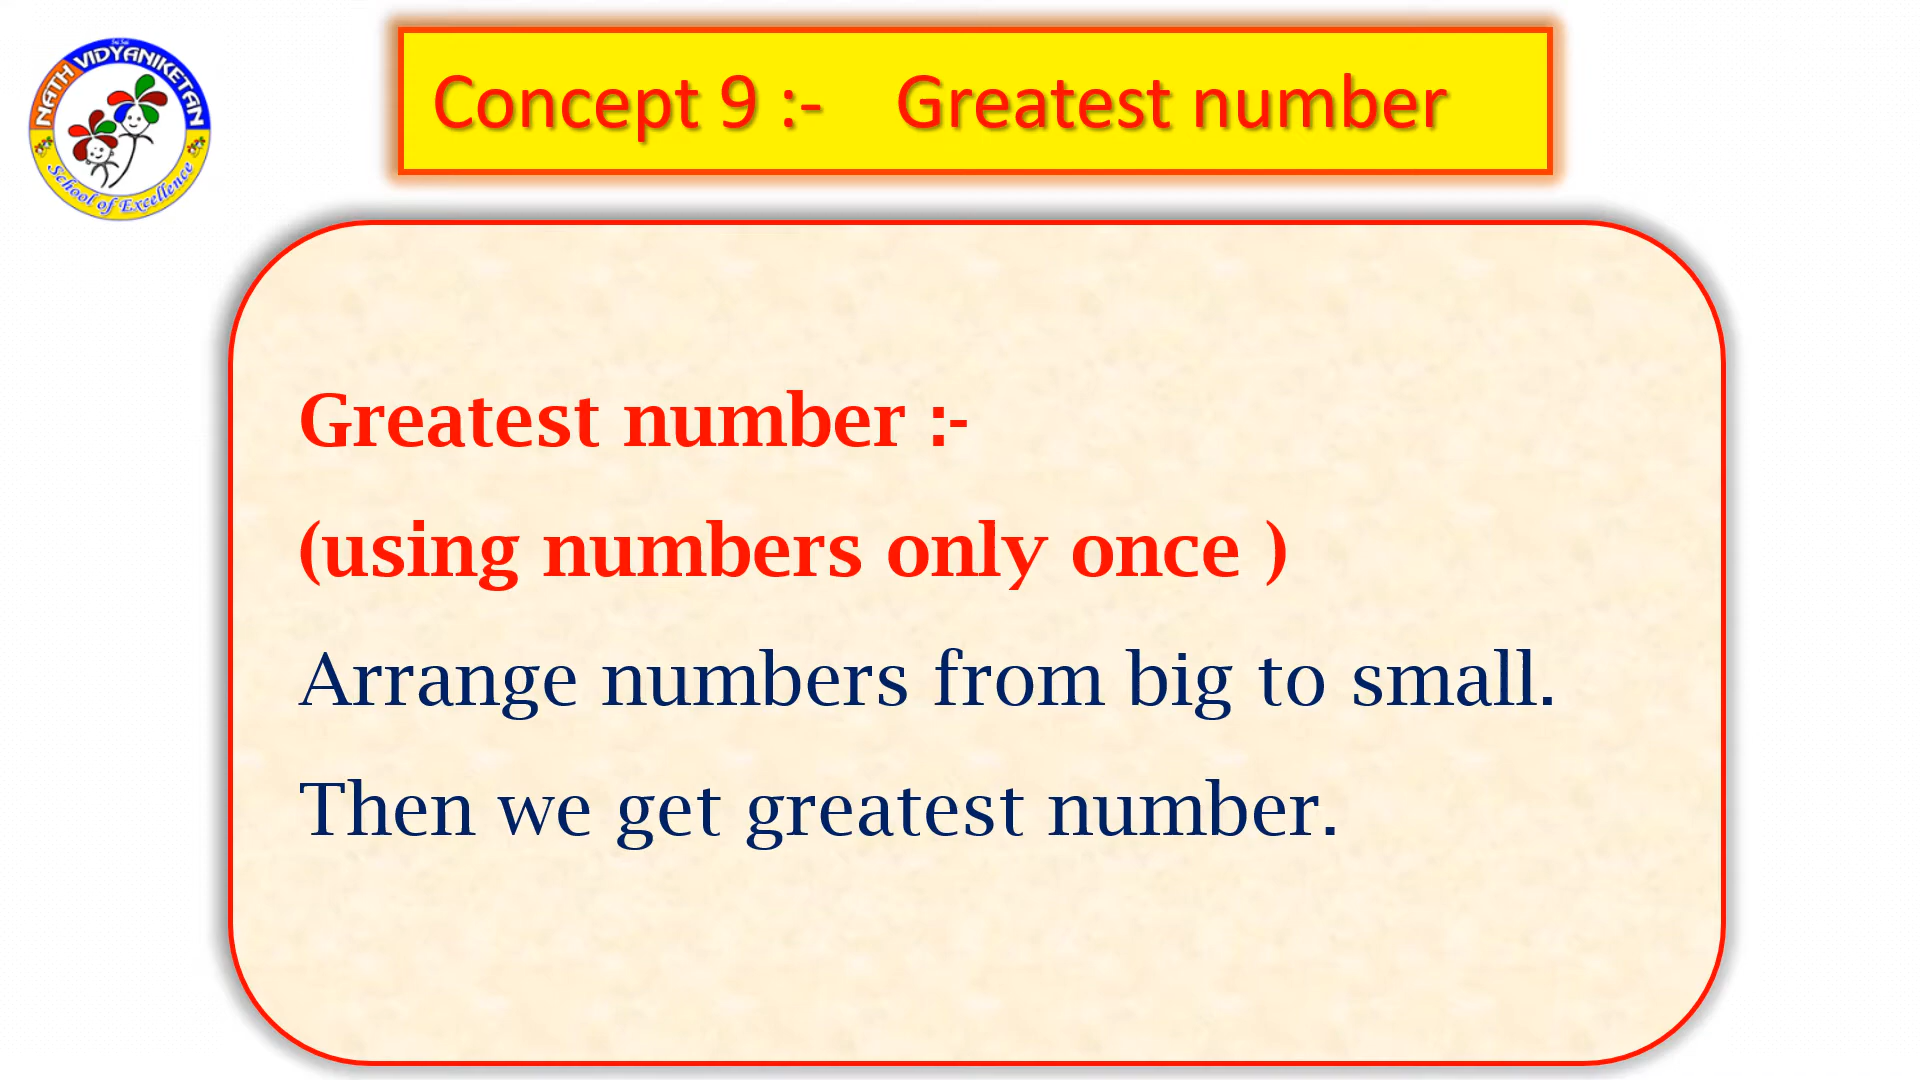 NATH VIDYANIKETAN
School of Excellence
Concept 9 :- Greatest number
Greatest number :-
(using numbers only once )
Arrange numbers from big to small.
Then we get greatest number.